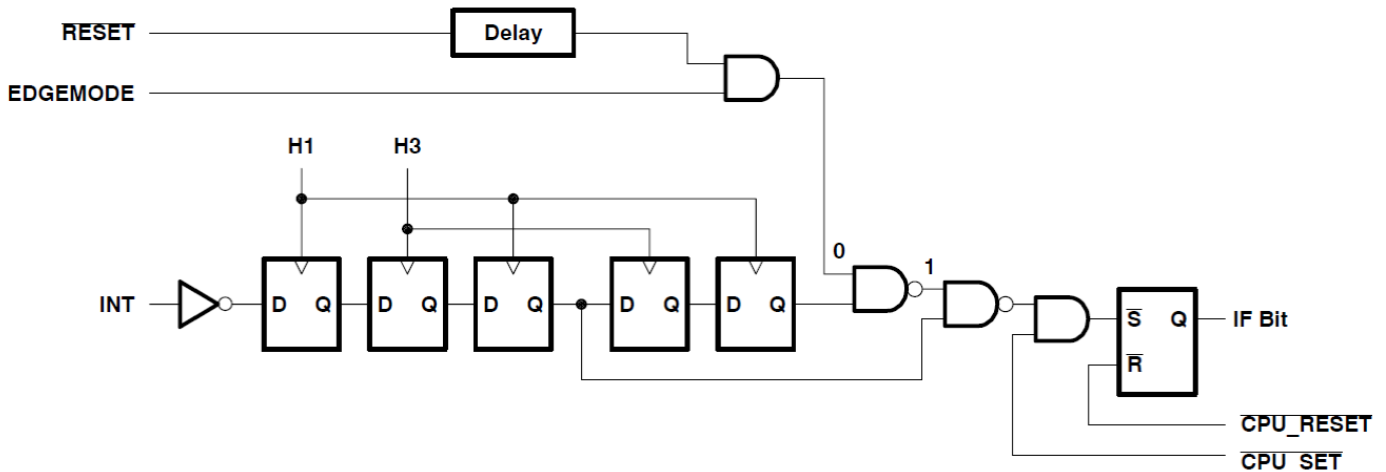 RESET
Delay
EDGEMODE
H1 H3
0
1
INT D Q D Q D Q D Q D Q S Q IF Bit
R
CPU_RESET
CPU_SET